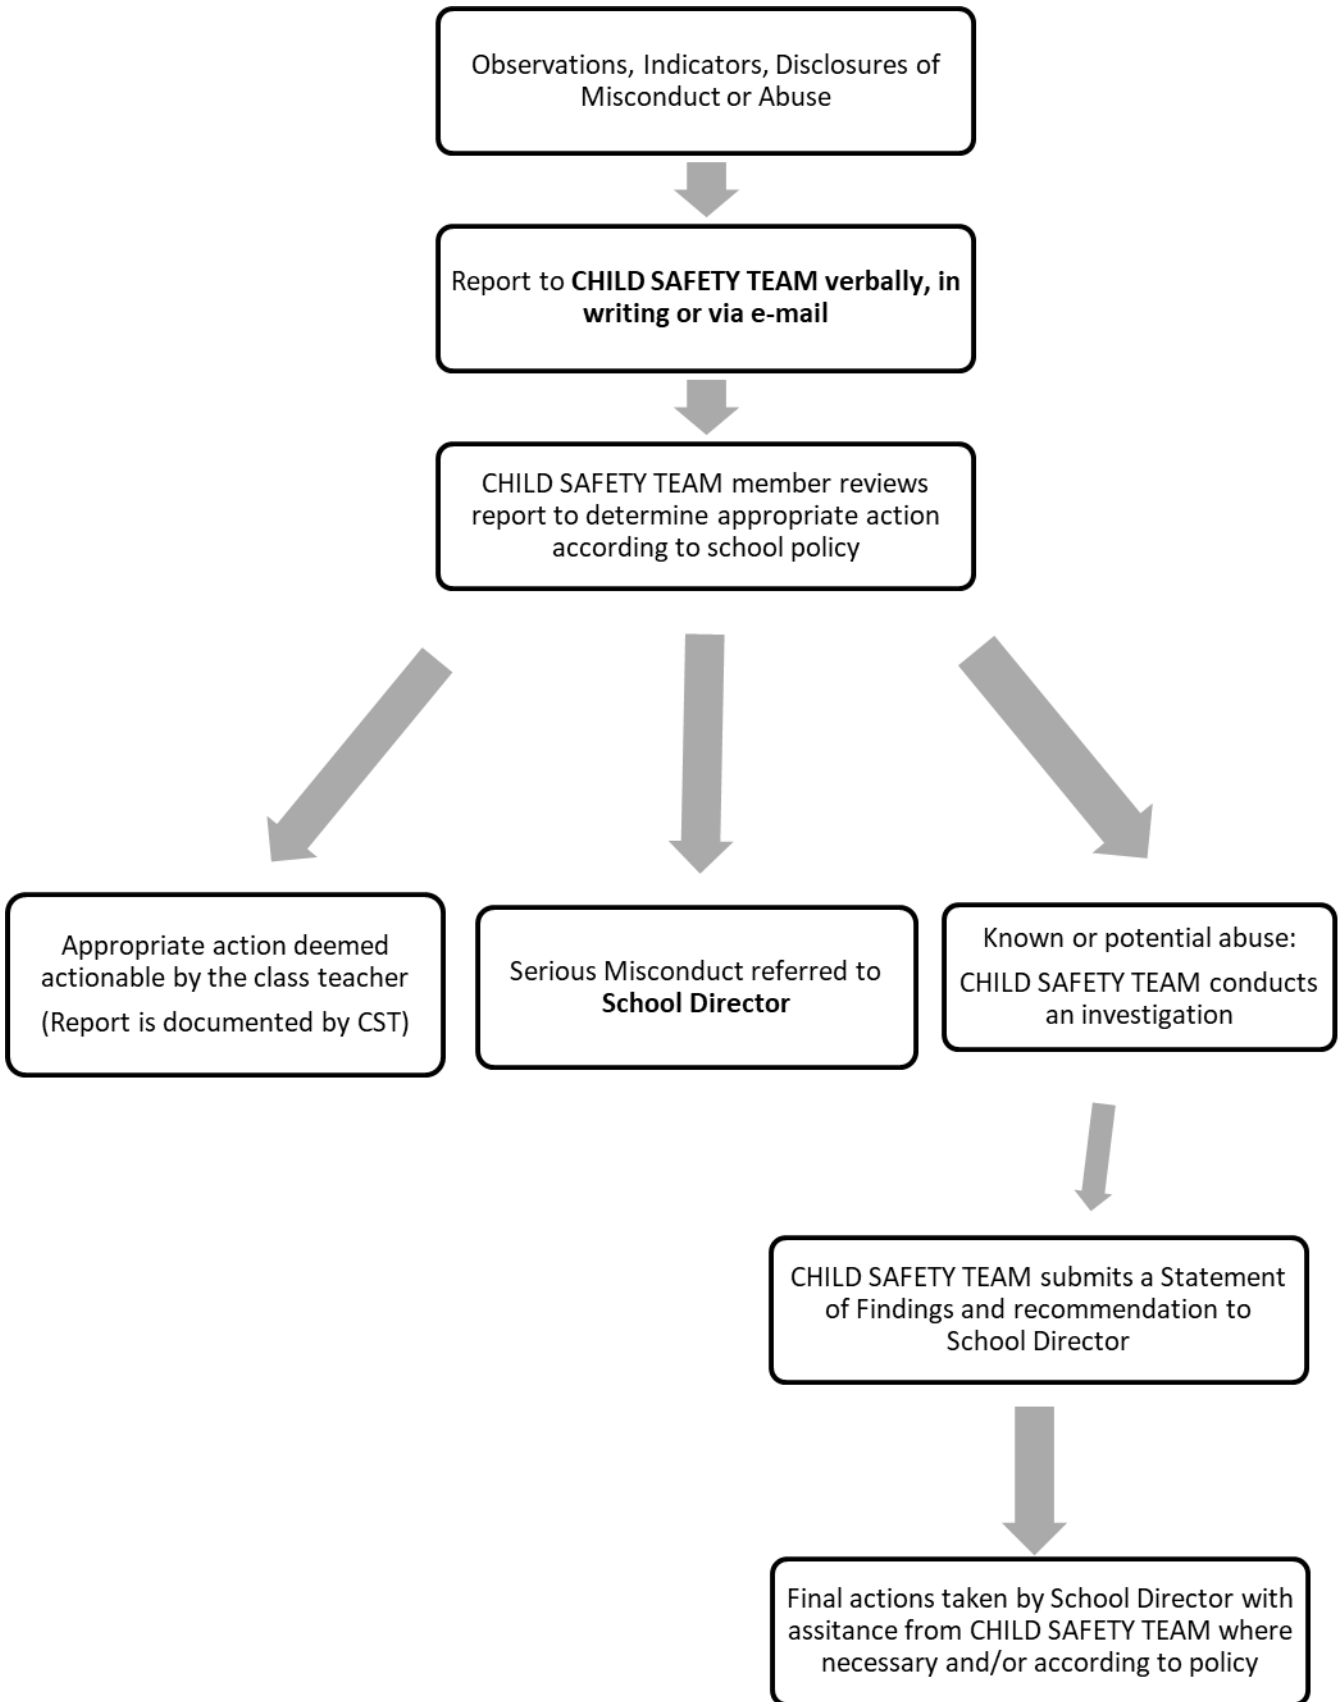 Observations, Indicators, Disclosures of
Misconduct or Abuse
Report to CHILD SAFETY TEAM verbally, in
writing or via e-mail
CHILD SAFETY TEAM member reviews
report to determine appropriate action
according to school policy
Appropriate action deemed
actionable by the class teacher
(Report is documented by CST)
Serious Misconduct referred to
School Director
Known or potential abuse:
CHILD SAFETY TEAM conducts
an investigation
CHILD SAFETY TEAM submits a Statement
of Findings and recommendation to
School Director
Final actions taken by School Director with
assitance from CHILD SAFETY TEAM where
necessary and/or according to policy